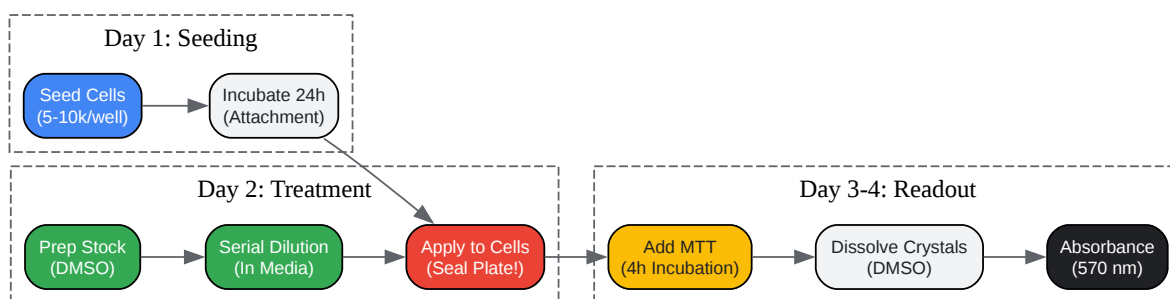 Day 1: Seeding
Seed Cells
(5-10k/well)
Incubate 24h
(Attachment)
Day 2: Treatment
Prep Stock
(DMSO)
Serial Dilution
(In Media)
Apply to Cells
(Seal Plate!)
Day 3-4: Readout
Add MTT
(4h Incubation)
Dissolve Crystals
(DMSO)
Absorbance
(570 nm)